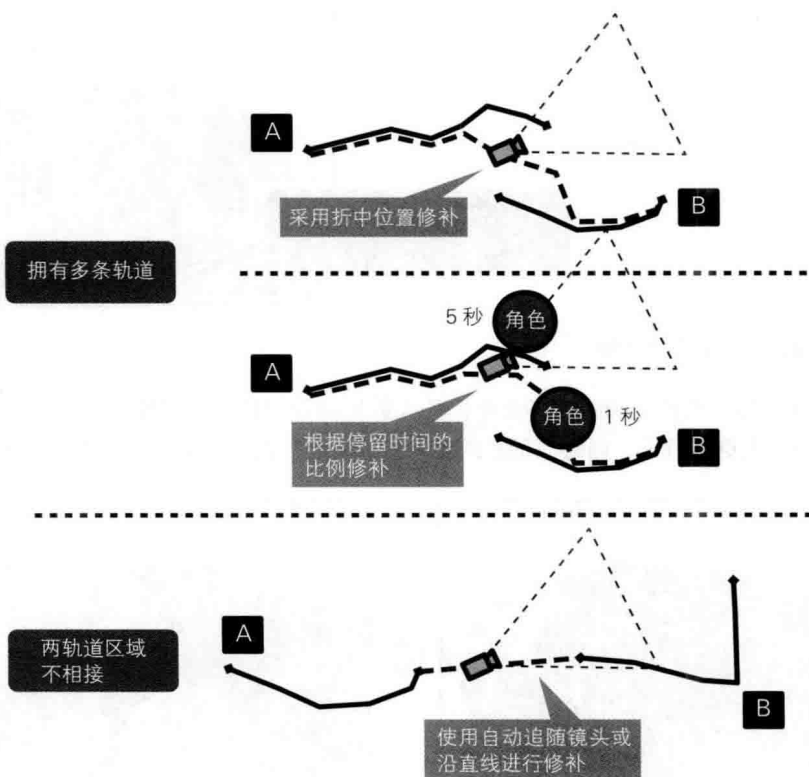 A
采用折中位置修补
B
拥有多条轨道
5 秒
角色
A
角色
1 秒
根据停留时间的
比例修补
B
A
两轨道区域
不相接
B
使用自动追随镜头或
沿直线进行修补